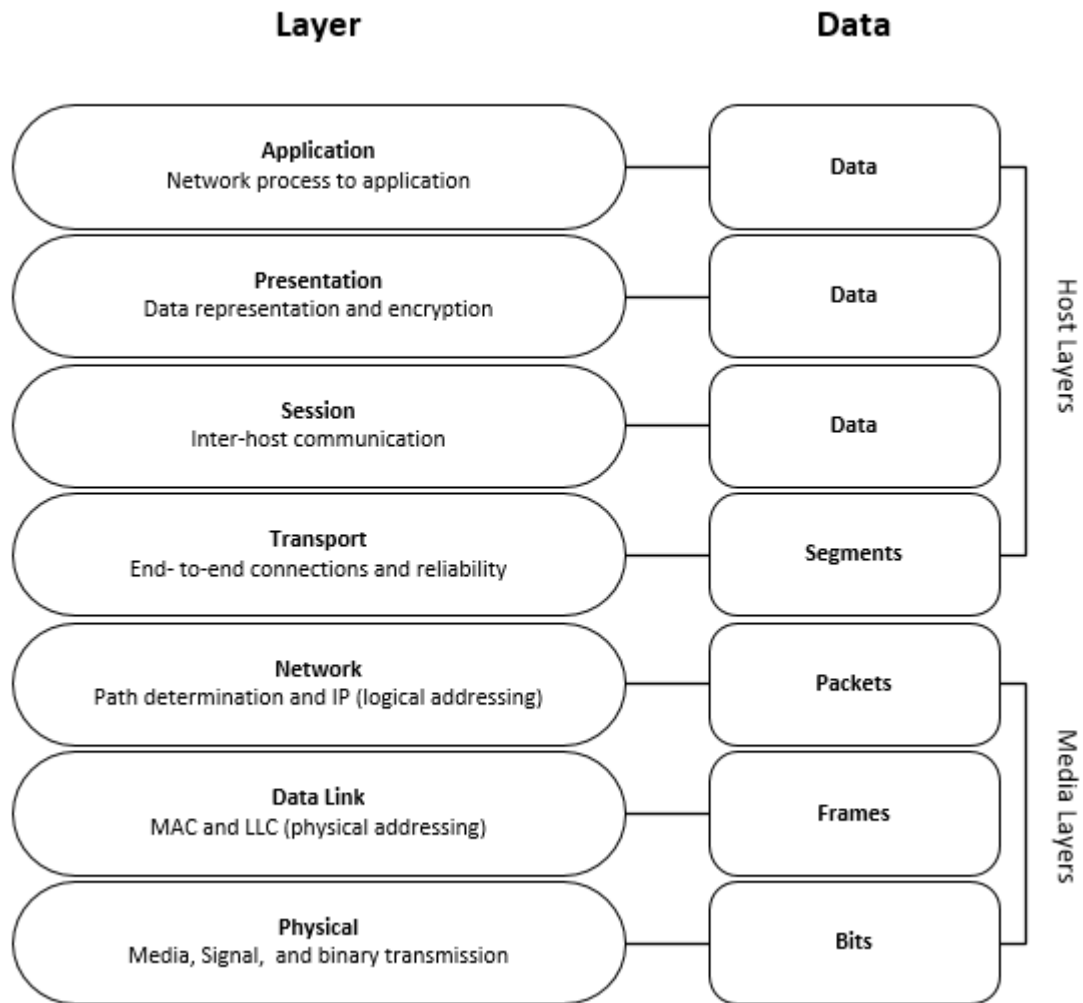 Layer
Data
Application
Network process to application
Data
Presentation
Data representation and encryption
Data
Session
Inter-host communication
Data
Transport
End- to-end connections and reliability
Segments
Host Layers
Network
Path determination and IP (logical addressing)
Packets
Data Link
MAC and LLC (physical addressing)
Frames
Physical
Media, Signal,  and binary transmission
Bits
Media Layers